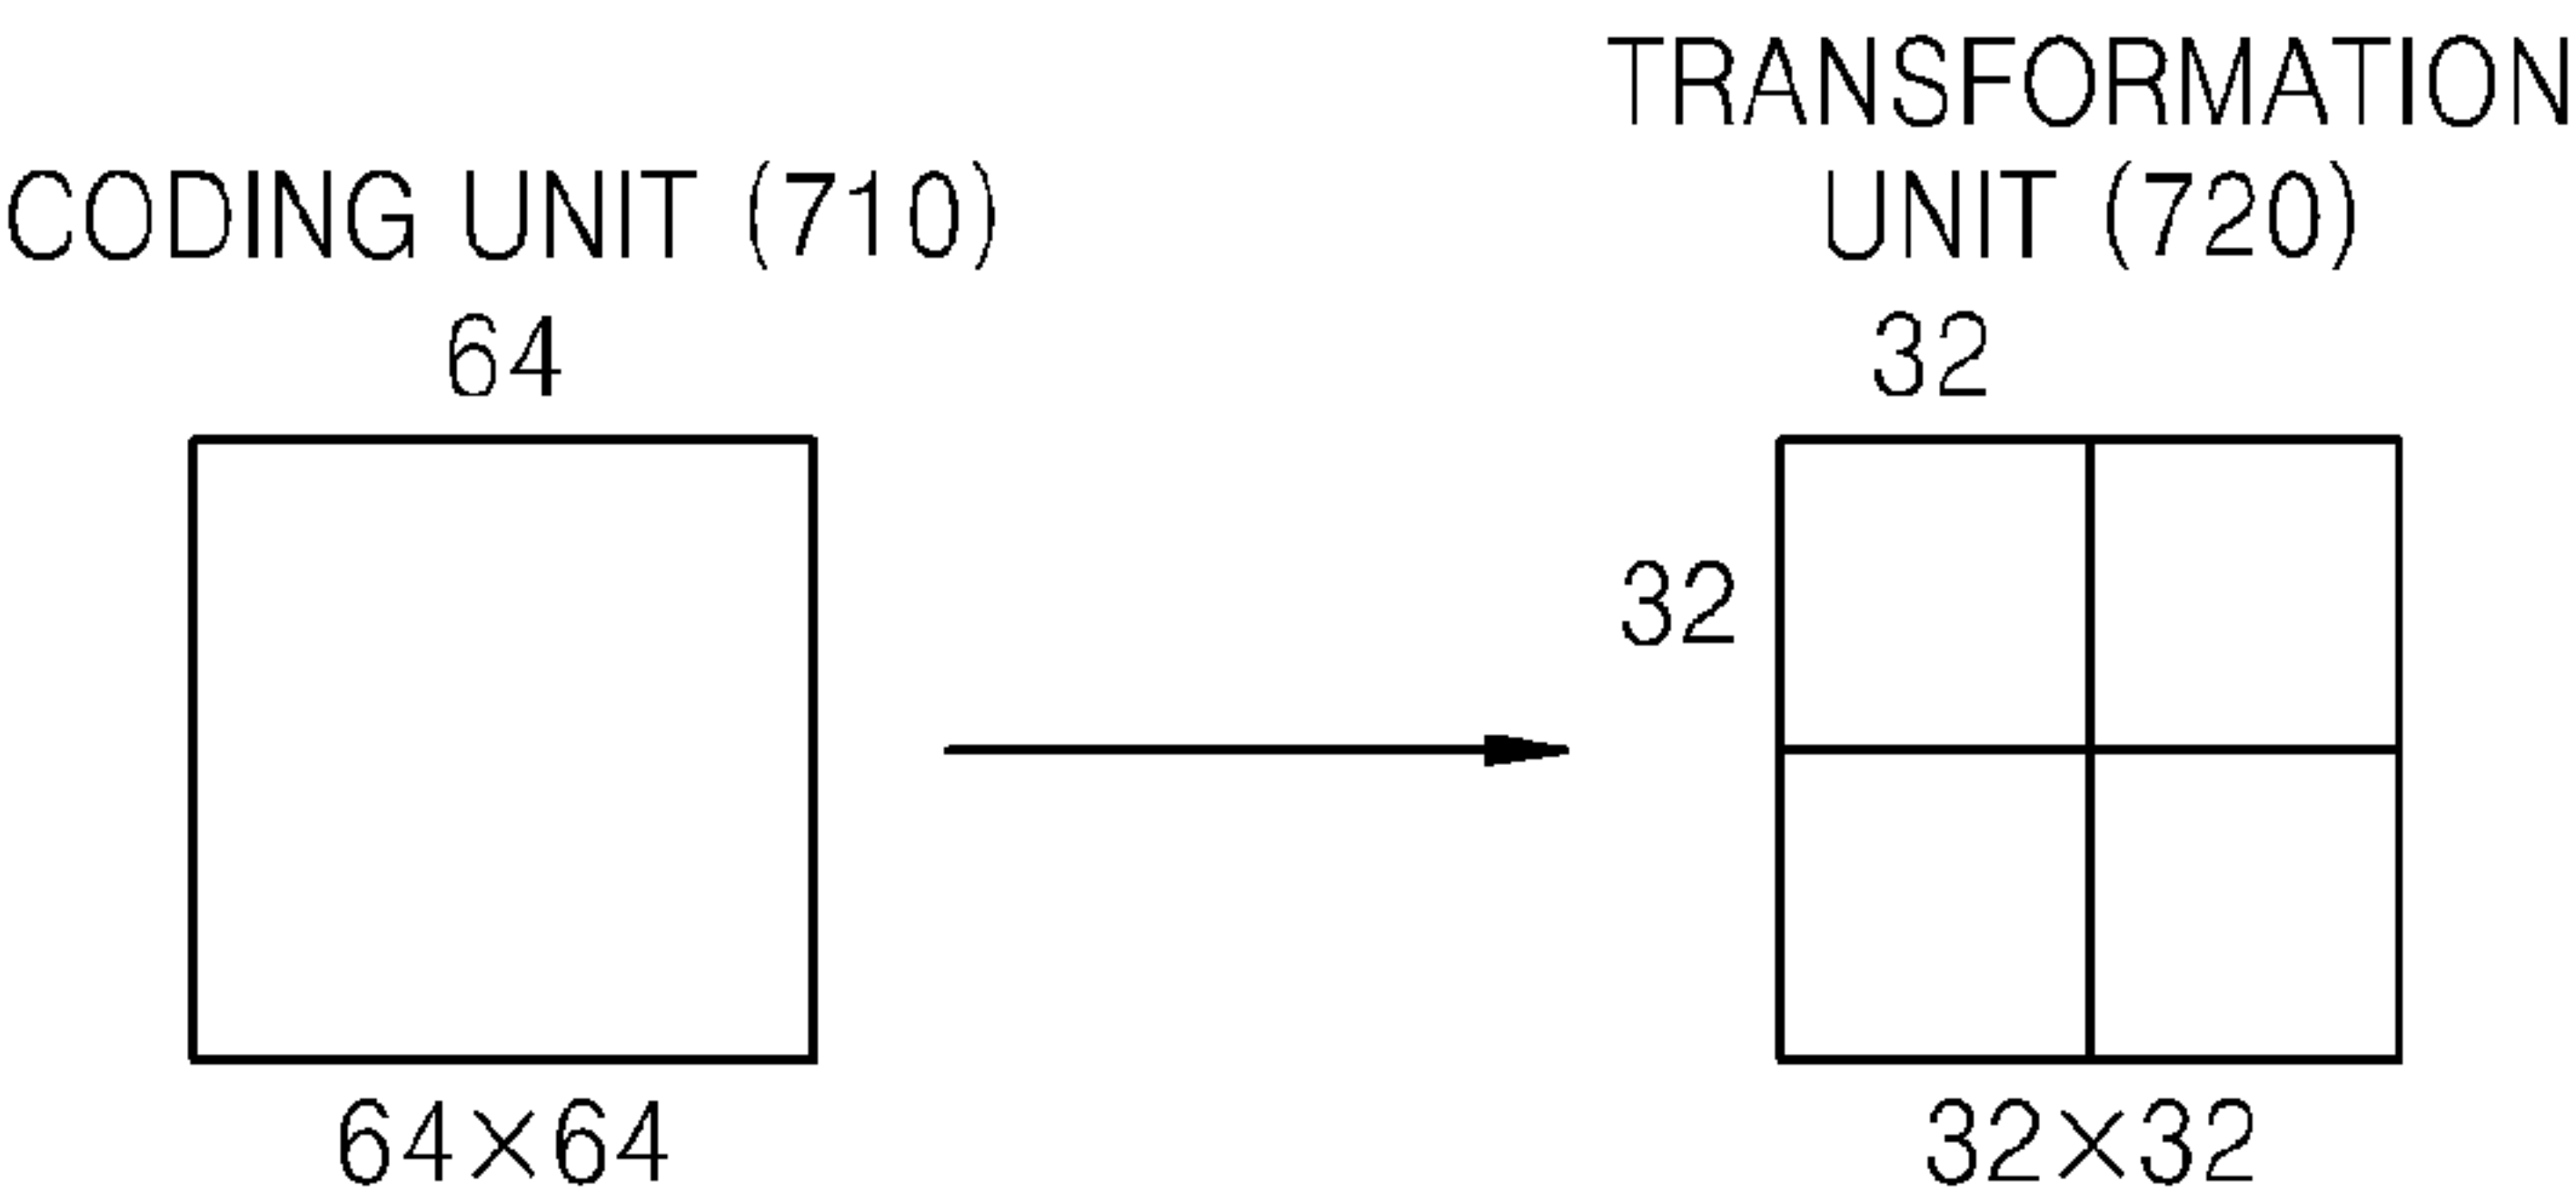 CODING UNIT (710)
64
64×64
TRANSFORMATION
UNIT (720)
32
32
32×32